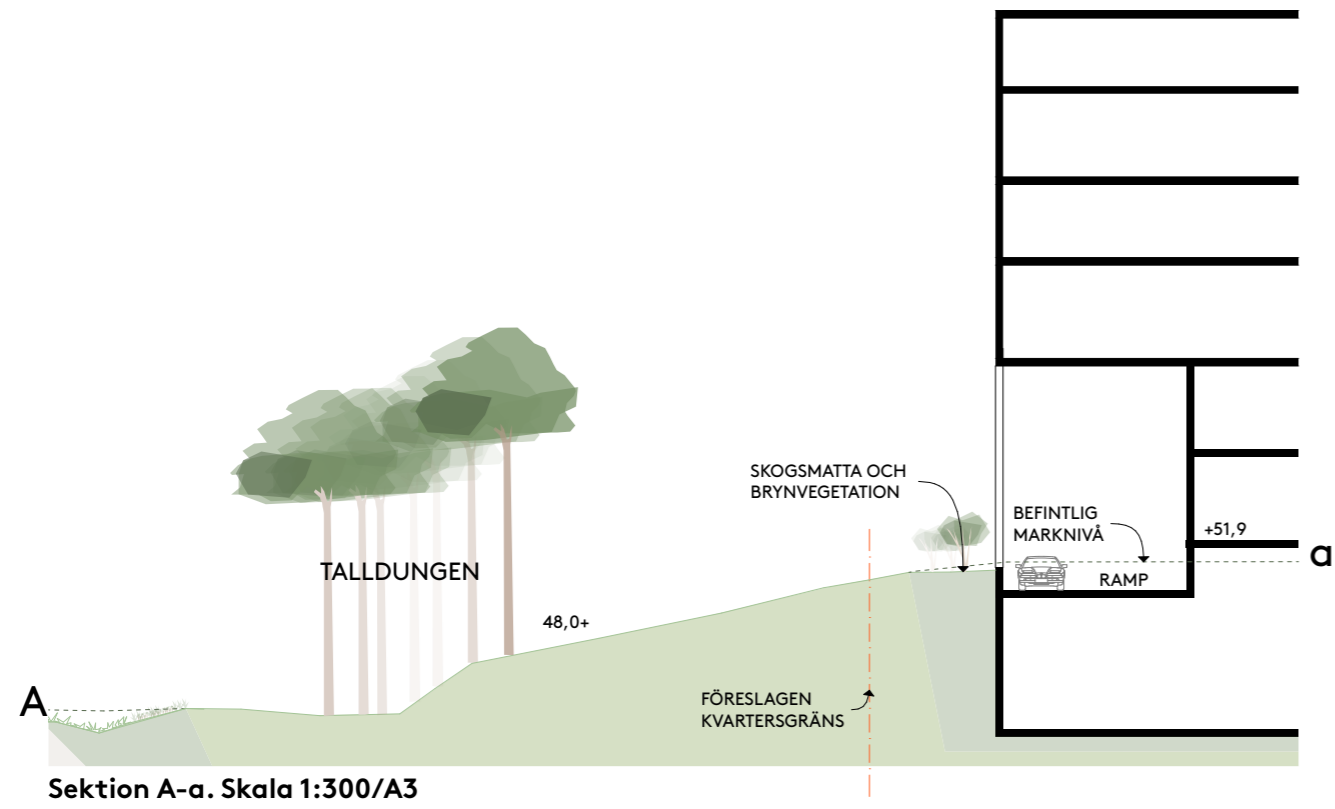 SKOGSMATTA OCH
BRYNVEGETATION
BEFINTLIG
MARKNIVÅ
+51,9
a
RAMP
TALLDUNGEN
48,0+
A
FÖRESLAGEN
KVARTERSGRÄNS
Sektion A-a. Skala 1:300/A3